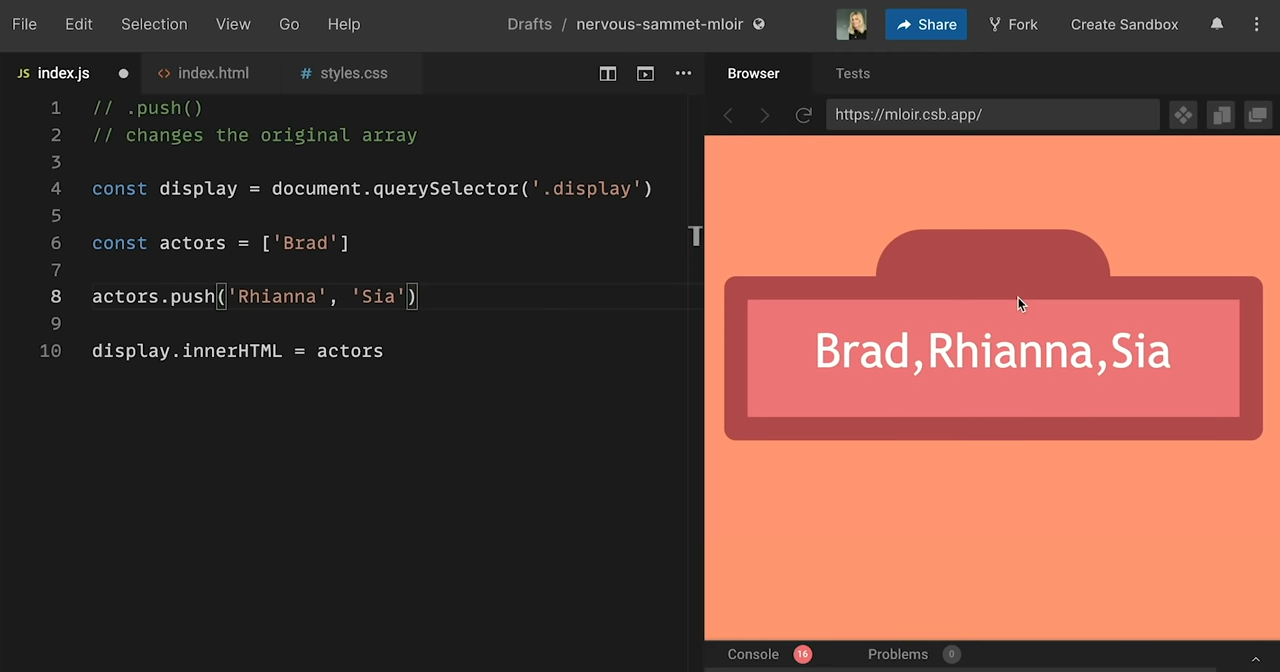 File Edit Selection View Go Help Drafts / nervous-sammet-mloir Share Fork Create Sandbox
JS index.js <> index.html # styles.css Browser Tests
https://mloir.csb.app/
1 // .push()
2 // changes the original array
3
4 const display = document.querySelector('.display')
5
6 const actors = ['Brad']
7
8 actors.push('Rhianna', 'Sia')
9
10 display.innerHTML = actors
T
Brad,Rhianna,Sia
Console 16 Problems 0